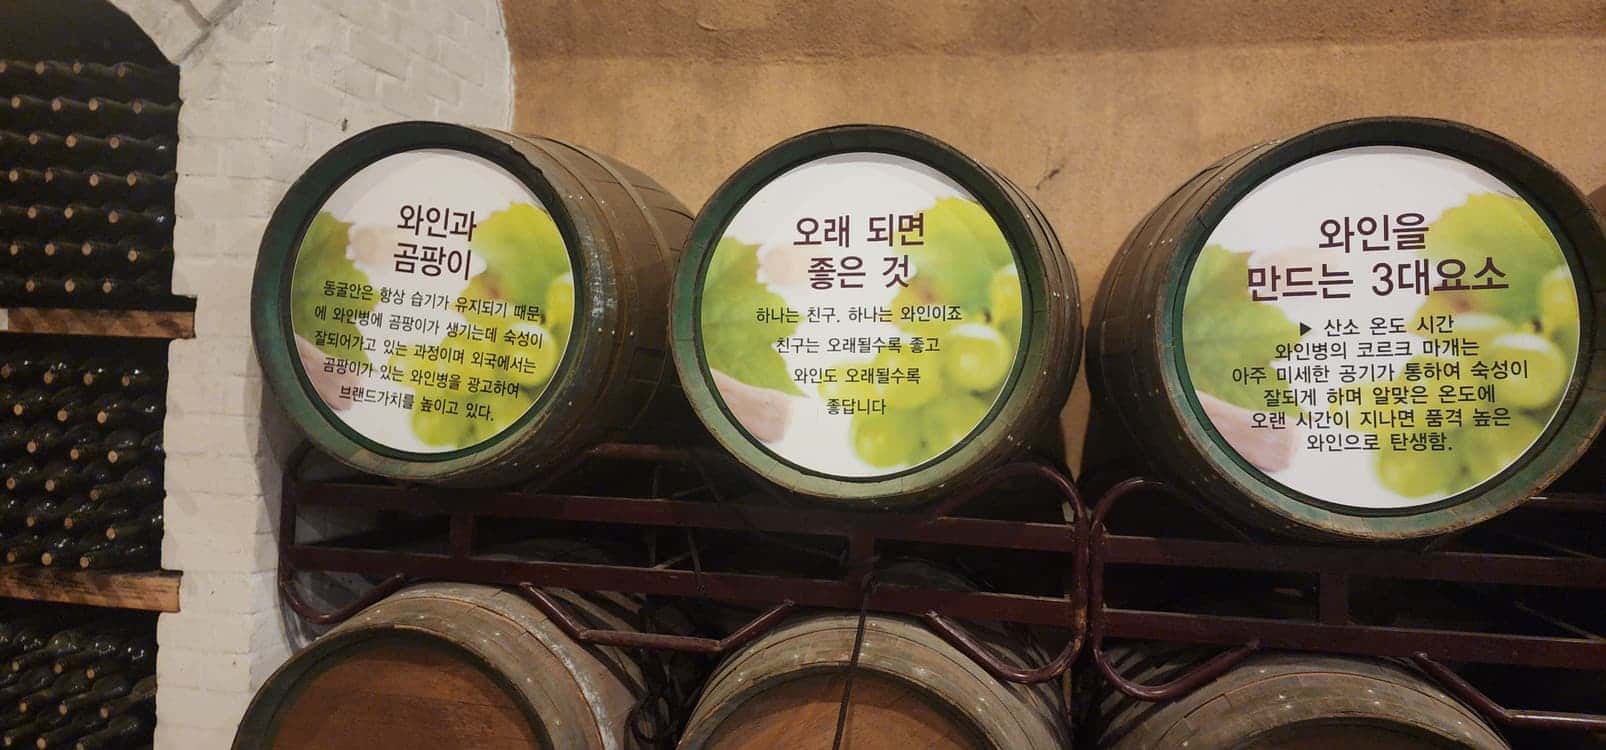 와인과
곰팡이
동굴안은 항상 습기가 유지되기 때문
에 와인병에 곰팡이가 생기는데 숙성이
잘되어가고 있는 과정이며 외국에서는
곰팡이가 있는 와인병을 광고하여
브랜드가치를 높이고 있다.
오래 되면
좋은 것
하나는 친구. 하나는 와인이죠
친구는 오래될수록 좋고
와인도 오래될수록
좋답니다
와인을
만드는 3대요소
▶ 산소 온도 시간
와인병의 코르크 마개는
아주 미세한 공기가 통하여 숙성이
잘되게 하며 알맞은 온도에
오랜 시간이 지나면 품격 높은
와인으로 탄생함.